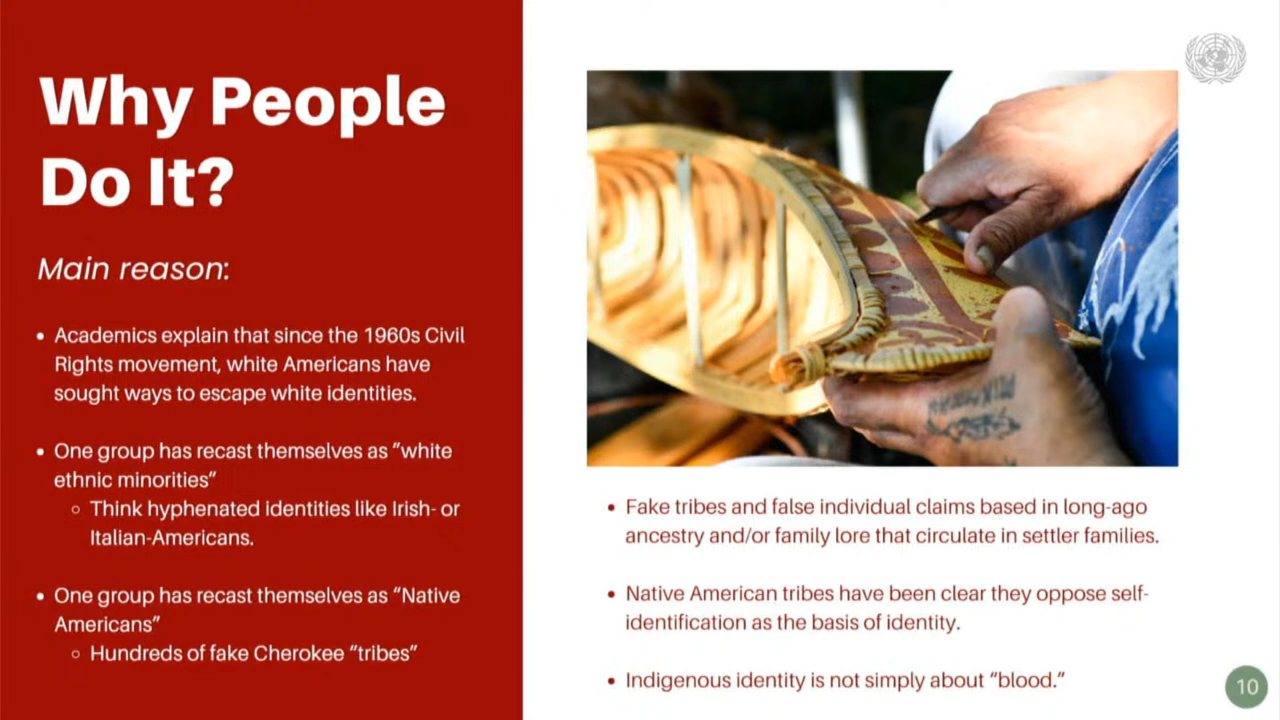 Why People
Do It?
Main reason:
• Academics explain that since the 1960s Civil
Rights movement, white Americans have
sought ways to escape white identities.
• One group has recast themselves as “white
ethnic minorities”
◦ Think hyphenated identities like Irish- or
Italian-Americans.
• One group has recast themselves as “Native
Americans”
◦ Hundreds of fake Cherokee “tribes”
• Fake tribes and false individual claims based in long-ago
ancestry and/or family lore that circulate in settler families.
• Native American tribes have been clear they oppose self-
identification as the basis of identity.
• Indigenous identity is not simply about “blood.”
10